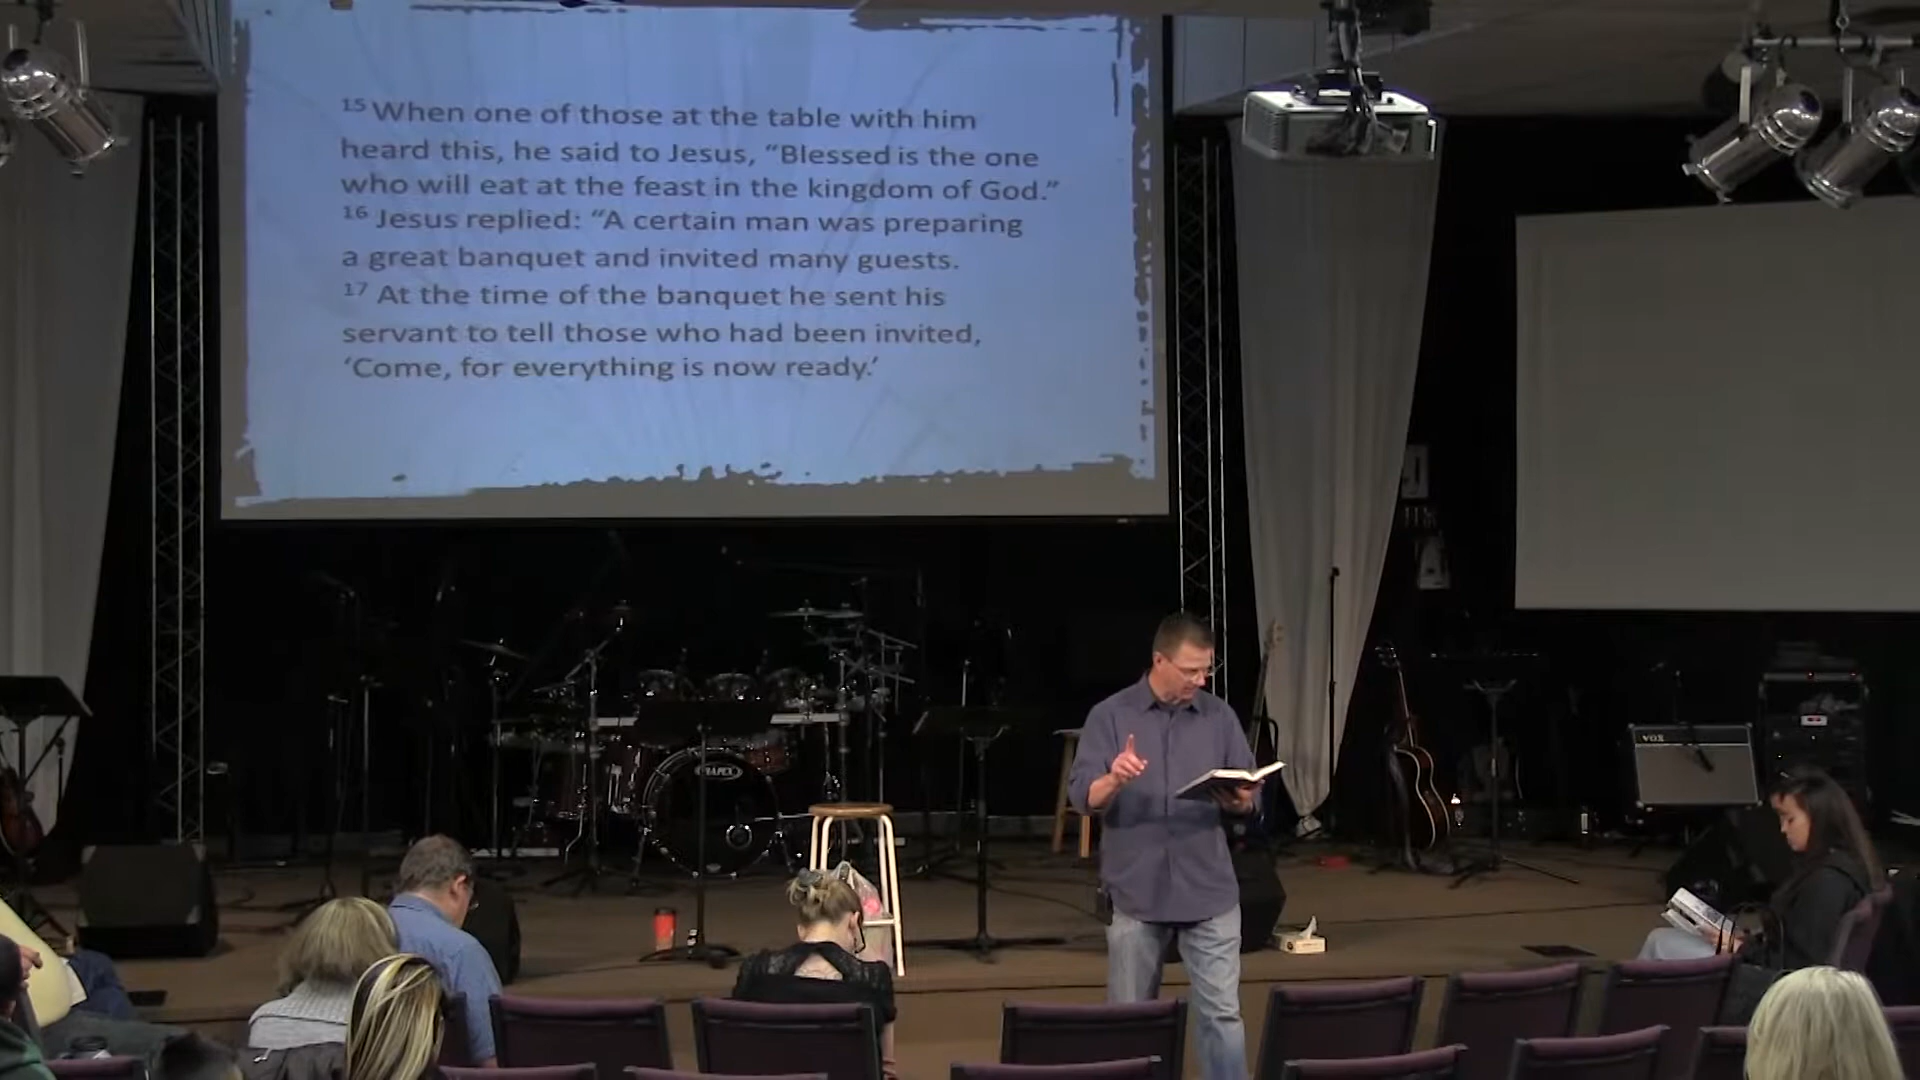 15 When one of those at the table with him
heard this, he said to Jesus, “Blessed is the one
who will eat at the feast in the kingdom of God.”
16 Jesus replied: “A certain man was preparing
a great banquet and invited many guests.
17 At the time of the banquet he sent his
servant to tell those who had been invited,
‘Come, for everything is now ready.’
MAPEX
VOX